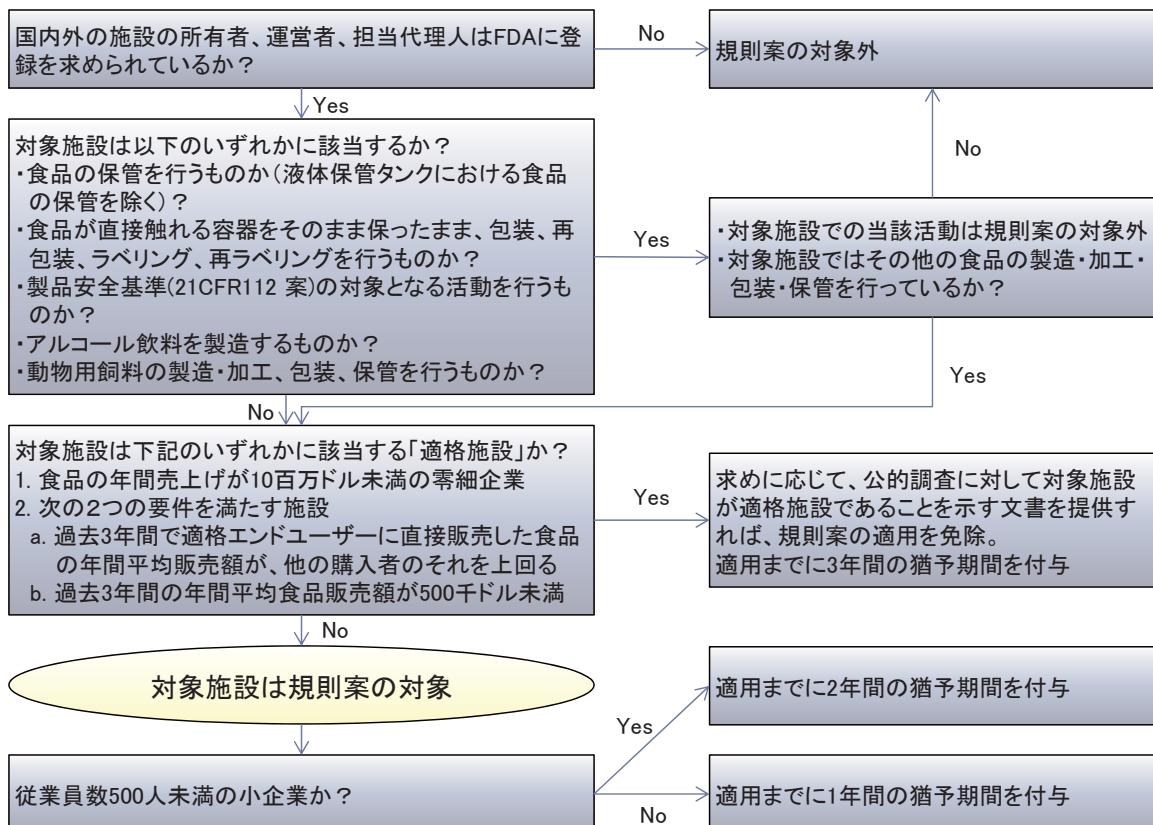 国内外の施設の所有者、運営者、担当代理人はFDAに登
録を求められているか？
No
規則案の対象外
Yes
対象施設は以下のいずれかに該当するか？
・食品の保管を行うものか（液体保管タンクにおける食品
の保管を除く）？
・食品が直接触れる容器をそのまま保ったまま、包装、再
包装、ラベリング、再ラベリングを行うものか？
・製品安全基準(21CFR112 案)の対象となる活動を行うも
のか？
・アルコール飲料を製造するものか？
・動物用飼料の製造・加工、包装、保管を行うものか？
No
Yes
・対象施設での当該活動は規則案の対象外
・対象施設ではその他の食品の製造・加工・
包装・保管を行っているか？
Yes
No
対象施設は下記のいずれかに該当する「適格施設」か？
1. 食品の年間売上げが10百万ドル未満の零細企業
2. 次の２つの要件を満たす施設
a. 過去3年間で適格エンドユーザーに直接販売した食品
の年間平均販売額が、他の購入者のそれを上回る
b. 過去3年間の年間平均食品販売額が500千ドル未満
Yes
求めに応じて、公的調査に対して対象施設
が適格施設であることを示す文書を提供す
れば、規則案の適用を免除。
適用までに3年間の猶予期間を付与
No
対象施設は規則案の対象
適用までに2年間の猶予期間を付与
Yes
従業員数500人未満の小企業か？
No
適用までに1年間の猶予期間を付与